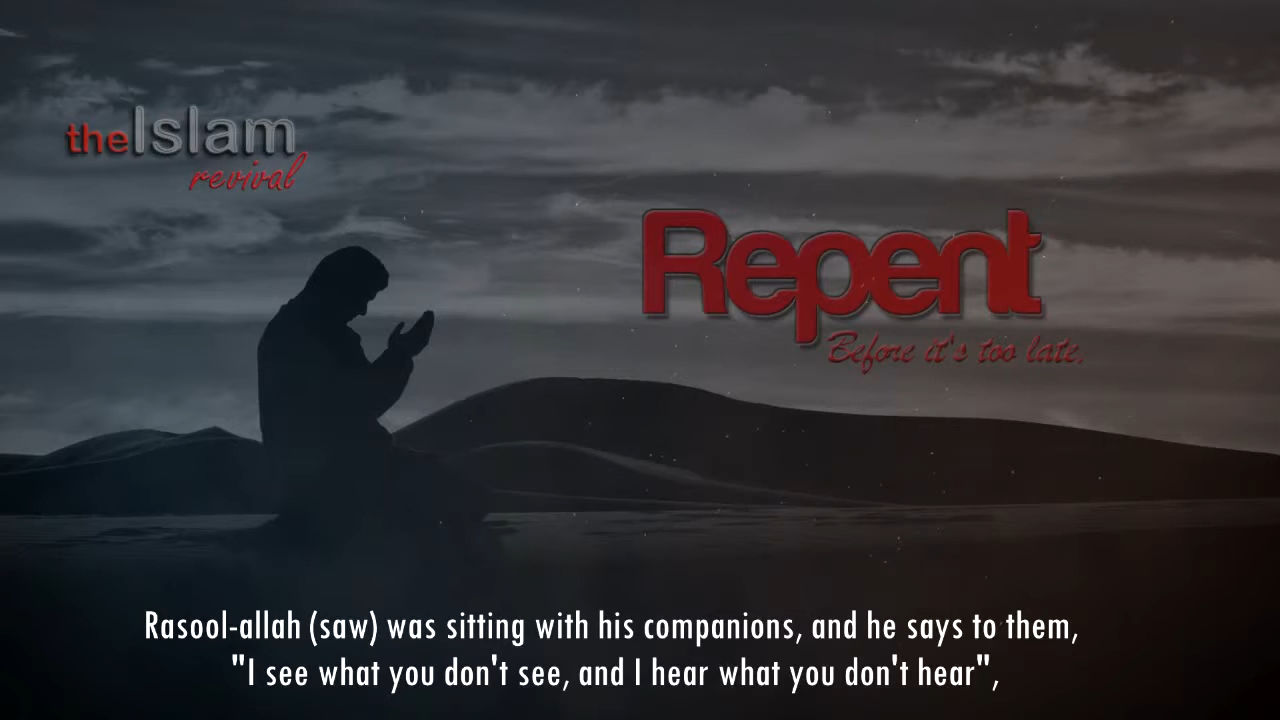 theIslam
revival
Repent
Before it's too late.
Rasool-allah (saw) was sitting with his companions, and he says to them,
"I see what you don't see, and I hear what you don't hear",